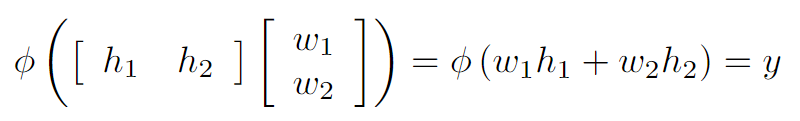 ϕ([ h₁ h₂ ] [ w₁ w₂ ]) = ϕ (w₁h₁ + w₂h₂) = y